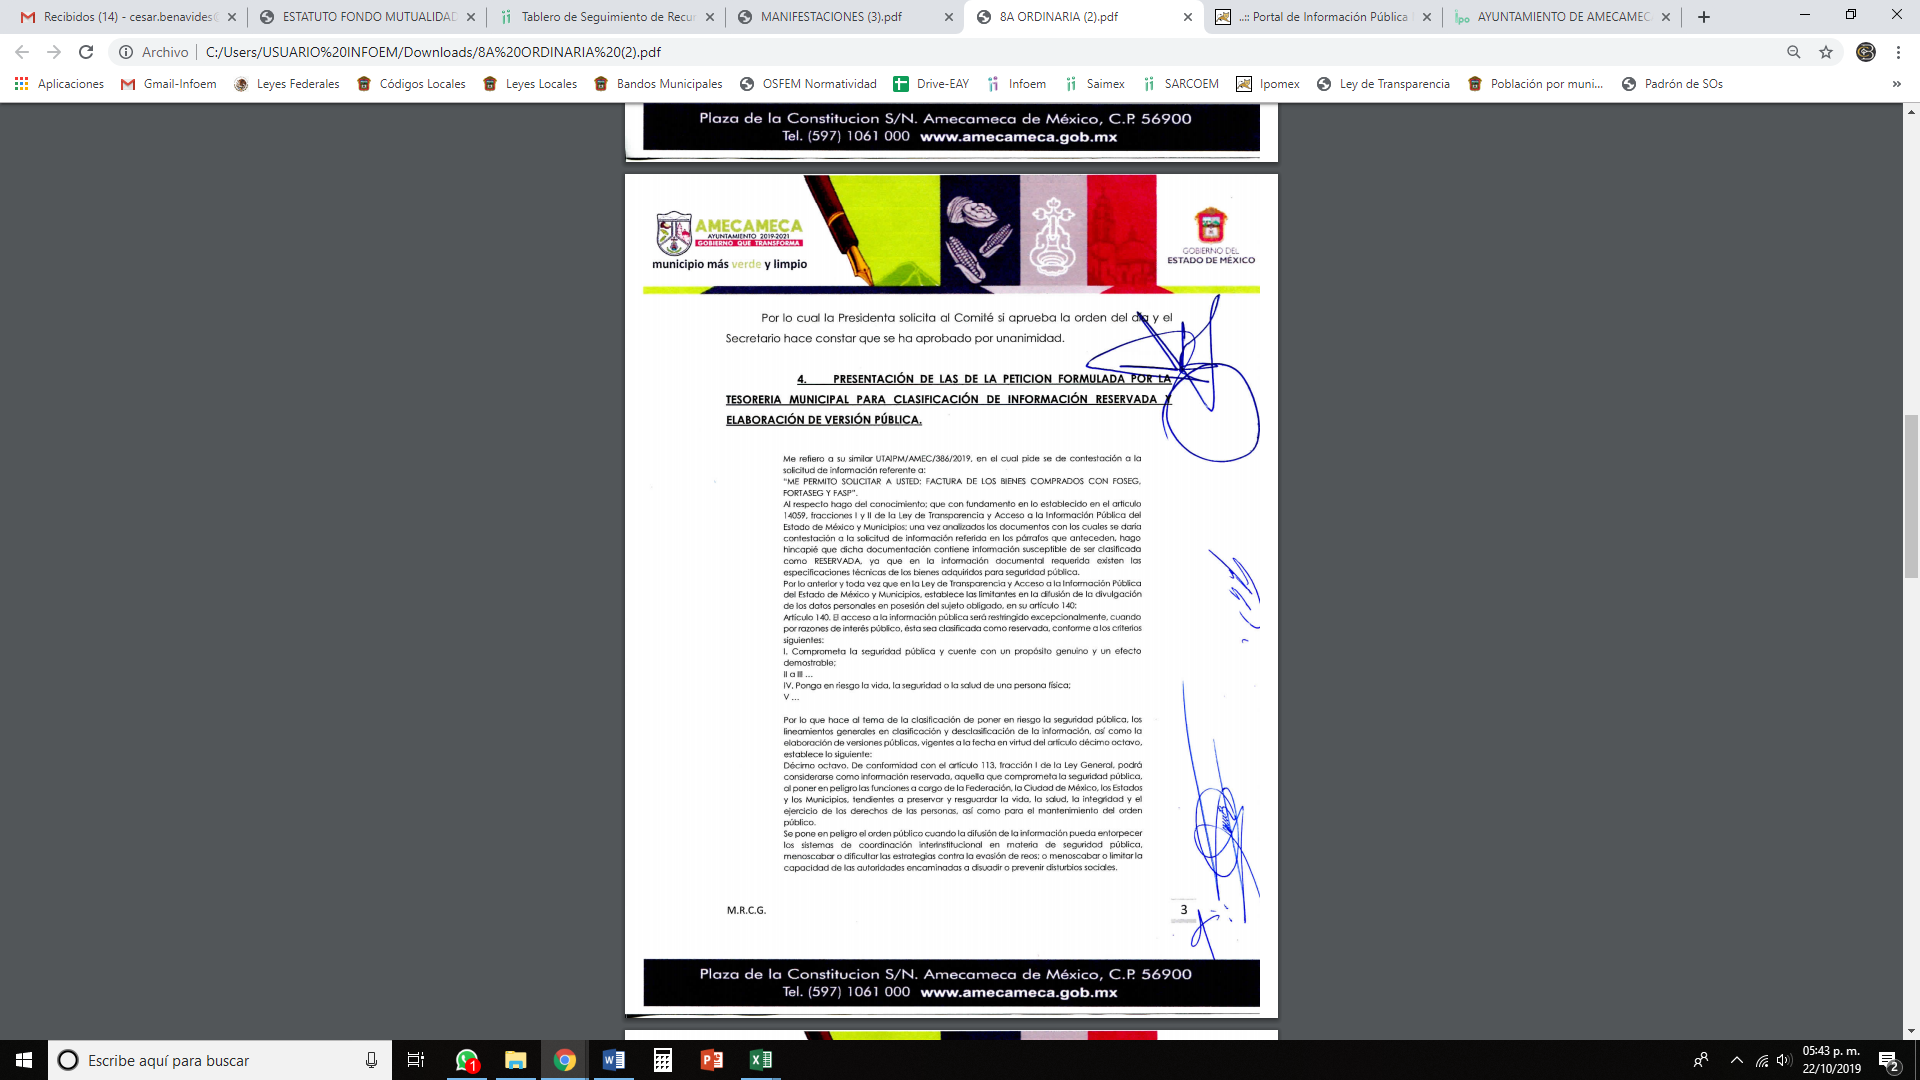 Recibidos (14) - cesar.benavides@
ESTATUTO FONDO MUTUALIDAD
Tablero de Seguimiento de Recur
MANIFESTACIONES (3).pdf
8A ORDINARIA (2).pdf
..:: Portal de Información Pública
AYUNTAMIENTO DE AMECAMEC
Archivo | C:/Users/USUARIO%20INFOEM/Downloads/8A%20ORDINARIA%20(2).pdf
Aplicaciones
Gmail-Infoem
Leyes Federales
Códigos Locales
Leyes Locales
Bandos Municipales
OSFEM Normatividad
Drive-EAY
Infoem
Saimex
SARCOEM
Ipomex
Ley de Transparencia
Población por muni...
Padrón de SOs
»
Plaza de la Constitucion S/N. Amecameca de México, C.P. 56900
Tel. (597) 1061 000 www.amecameca.gob.mx
AMECAMECA
AYUNTAMIENTO 2019-2021
GOBIERNO QUE TRANSFORMA
municipio más verde y limpio
GOBIERNO DEL
ESTADO DE MÉXICO
Por lo cual la Presidenta solicita al Comité si aprueba la orden del día y el
Secretario hace constar que se ha aprobado por unanimidad.
4. PRESENTACIÓN DE LAS DE LA PETICION FORMULADA POR LA
TESORERIA MUNICIPAL PARA CLASIFICACIÓN DE INFORMACIÓN RESERVADA Y
ELABORACIÓN DE VERSIÓN PÚBLICA.
Me refiero a su similar UTAIPM/AMEC/386/2019, en el cual pide se de contestación a la
solicitud de información referente a:
"ME PERMITO SOLICITAR A USTED: FACTURA DE LOS BIENES COMPRADOS CON FOSEG,
FORTASEG Y FASP".
Al respecto hago del conocimiento; que con fundamento en lo establecido en el artículo
14059, fracciones I y II de la Ley de Transparencia y Acceso a la Información Pública del
Estado de México y Municipios; una vez analizados los documentos con los cuales se daría
contestación a la solicitud de información referida en los párrafos que anteceden, hago
hincapié que dicha documentación contiene información susceptible de ser clasificada
como RESERVADA, ya que en la información documental requerida existen las
especificaciones técnicas de los bienes adquiridos para seguridad pública.
Por lo anterior y toda vez que en la Ley de Transparencia y Acceso a la Información Pública
del Estado de México y Municipios, establece las limitantes en la difusión de la divulgación
de los datos personales en posesión del sujeto obligado, en su artículo 140:
Artículo 140. El acceso a la información pública será restringido excepcionalmente, cuando
por razones de interés público, ésta sea clasificada como reservada, conforme a los criterios
siguientes:
I. Comprometa la seguridad pública y cuente con un propósito genuino y un efecto
demostrable;
II a III ...
IV. Ponga en riesgo la vida, la seguridad o la salud de una persona física;
V ...
Por lo que hace al tema de la clasificación de poner en riesgo la seguridad pública, los
lineamientos generales en clasificación y desclasificación de la información, así como la
elaboración de versiones públicas, vigentes a la fecha en virtud del artículo décimo octavo,
establece lo siguiente:
Décimo octavo. De conformidad con el artículo 113, fracción I de la Ley General, podrá
considerarse como información reservada, aquella que comprometa la seguridad pública,
al poner en peligro las funciones a cargo de la Federación, la Ciudad de México, los Estados
y los Municipios, tendientes a preservar y resguardar la vida, la salud, la integridad y el
ejercicio de los derechos de las personas, así como para el mantenimiento del orden
público.
Se pone en peligro el orden público cuando la difusión de la información pueda entorpecer
los sistemas de coordinación interinstitucional en materia de seguridad pública,
menoscabar o dificultar las estrategias contra la evasión de reos; o menoscabar o limitar la
capacidad de las autoridades encaminadas a disuadir o prevenir disturbios sociales.
M.R.C.G.
3
Plaza de la Constitucion S/N. Amecameca de México, C.P. 56900
Tel. (597) 1061 000 www.amecameca.gob.mx
Escribe aquí para buscar
1
05:43 p. m.
22/10/2019
2